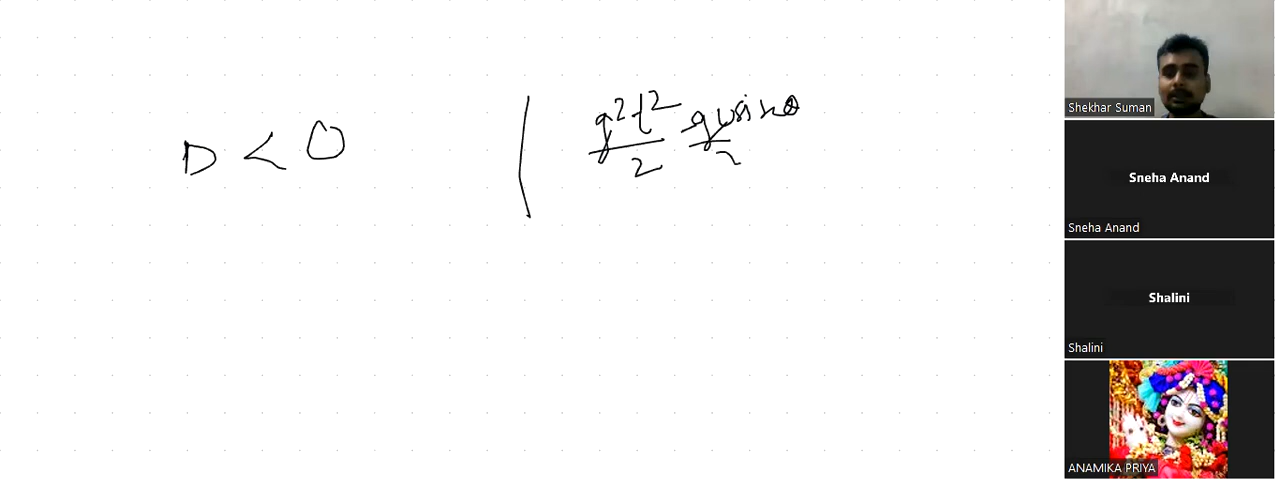 D < 0
g²t²/2 gusinθ/2
Shekhar Suman
Sneha Anand
Sneha Anand
Shalini
Shalini
ANAMIKA PRIYA